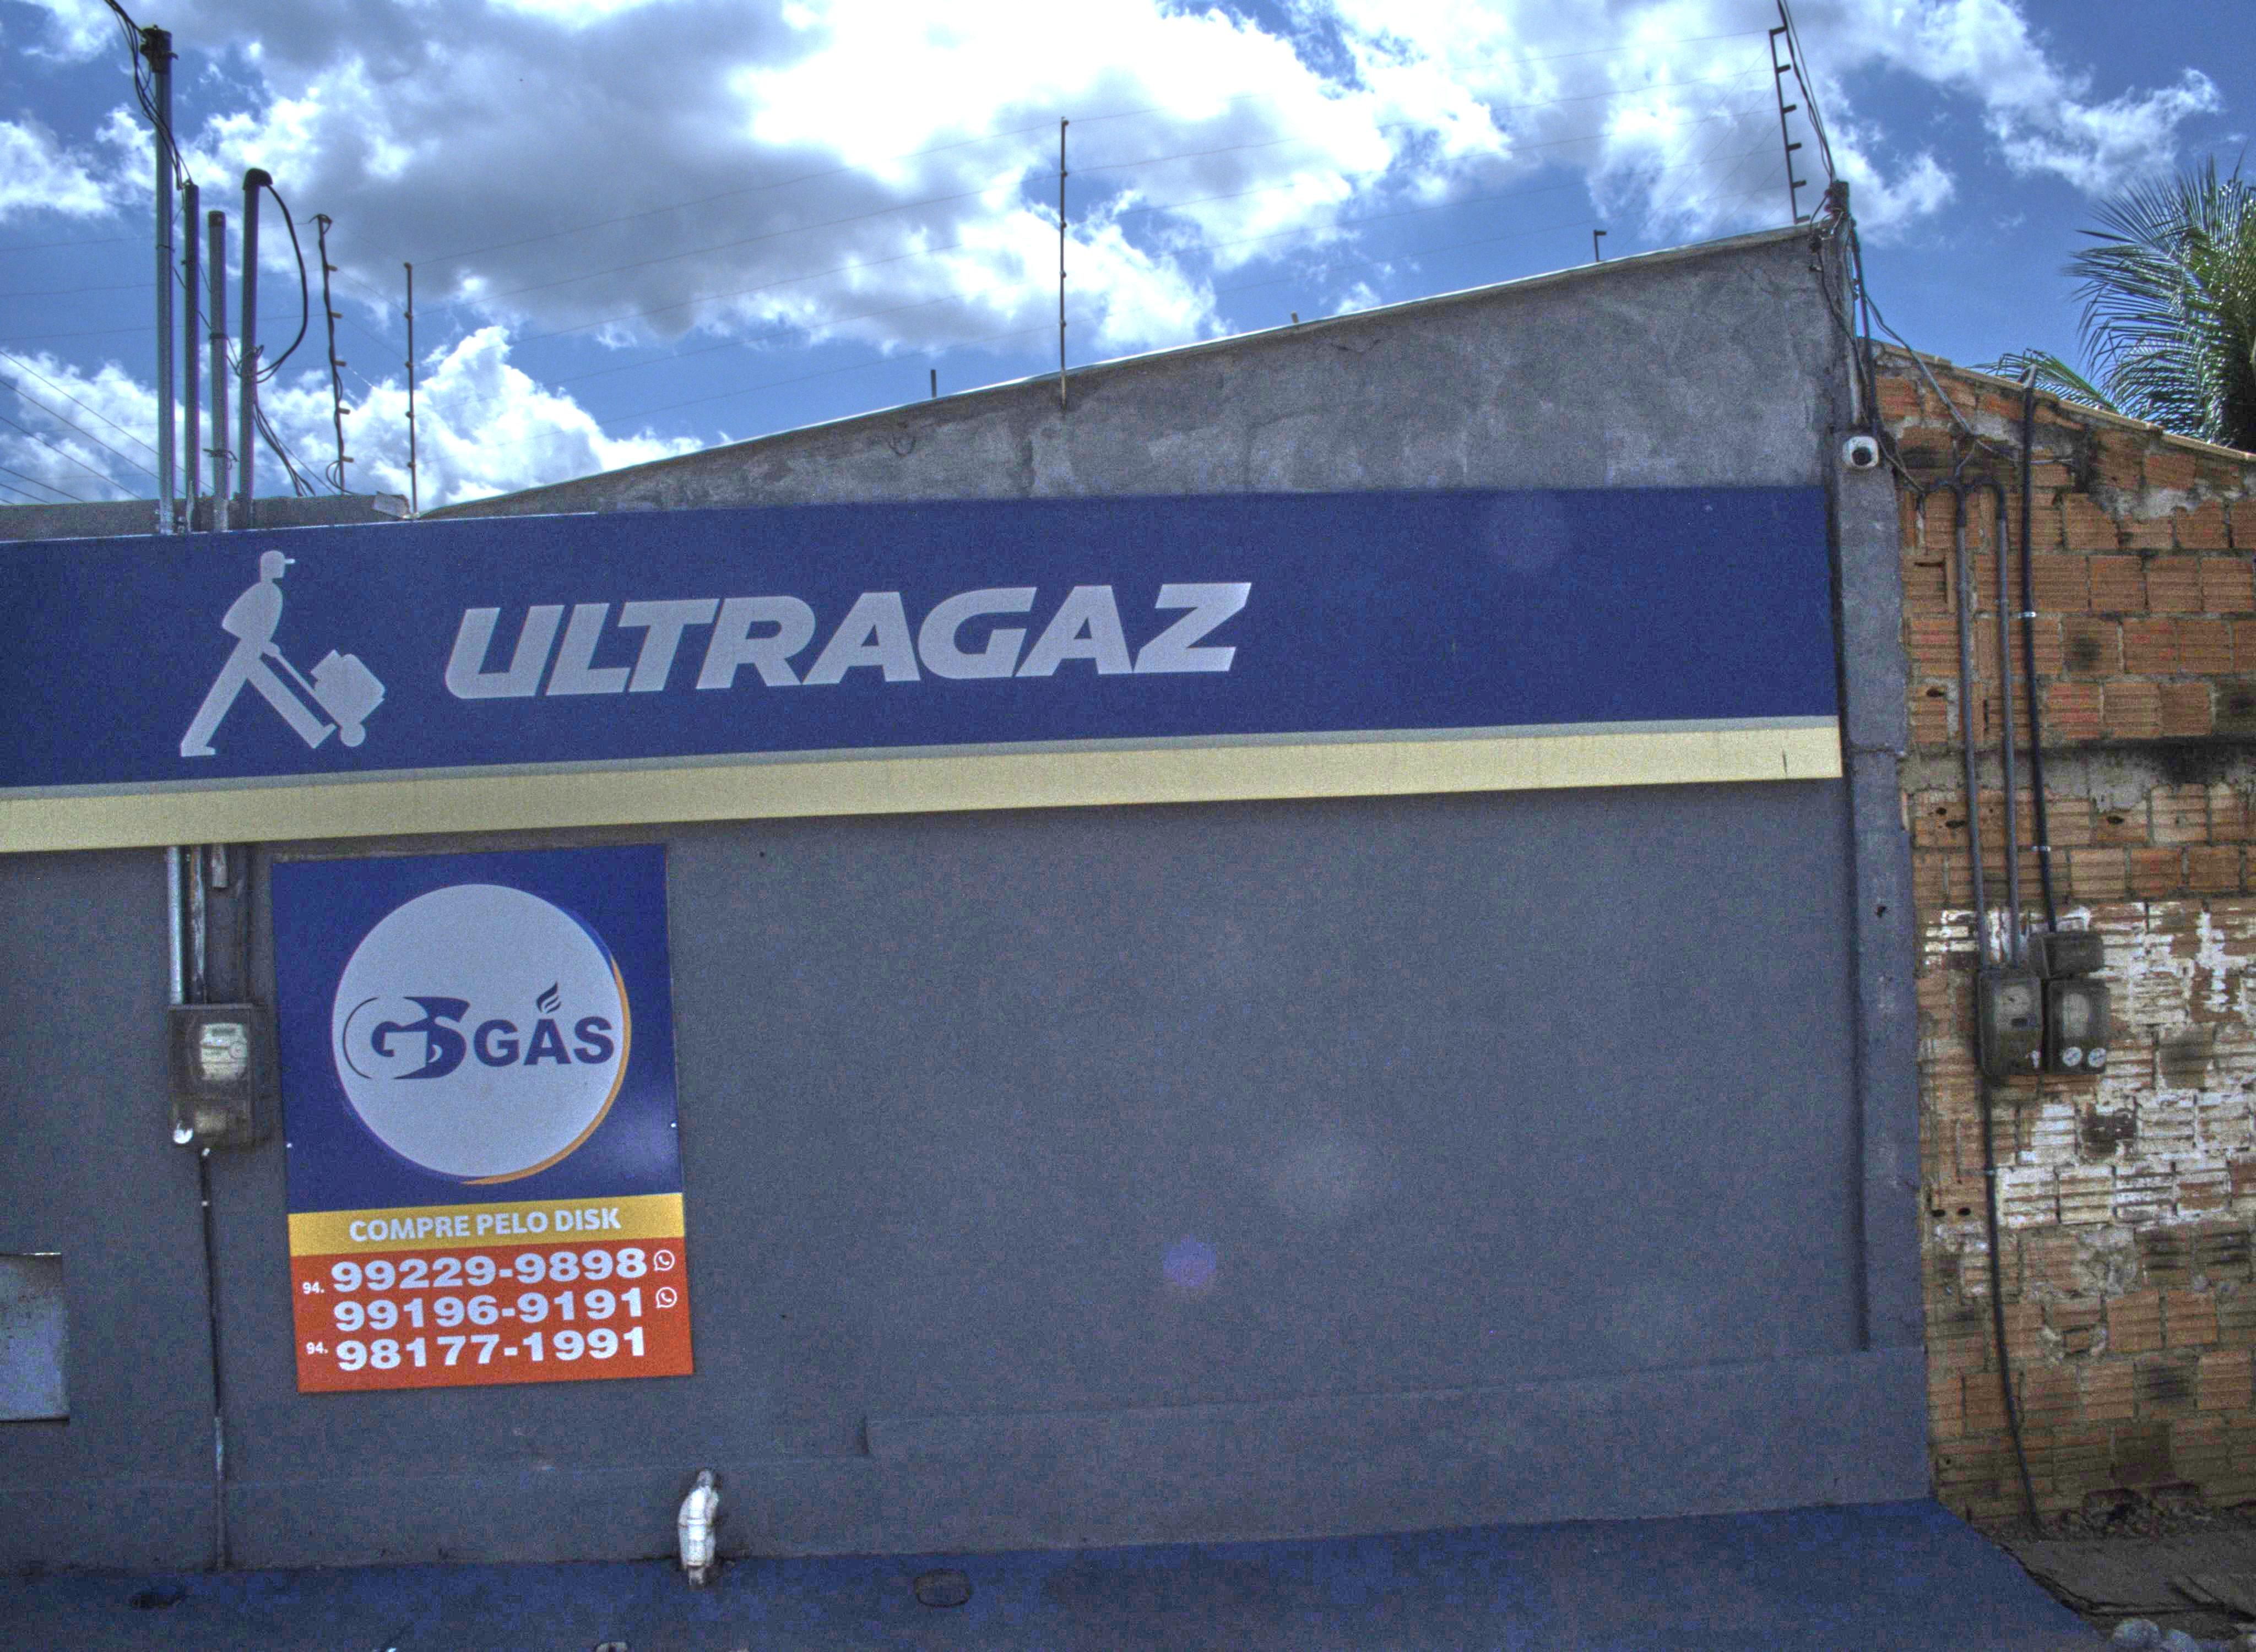 ULTRAGAZ
GS GÁS
COMPRE PELO DISK
94. 99229-9898
99196-9191
94. 98177-1991